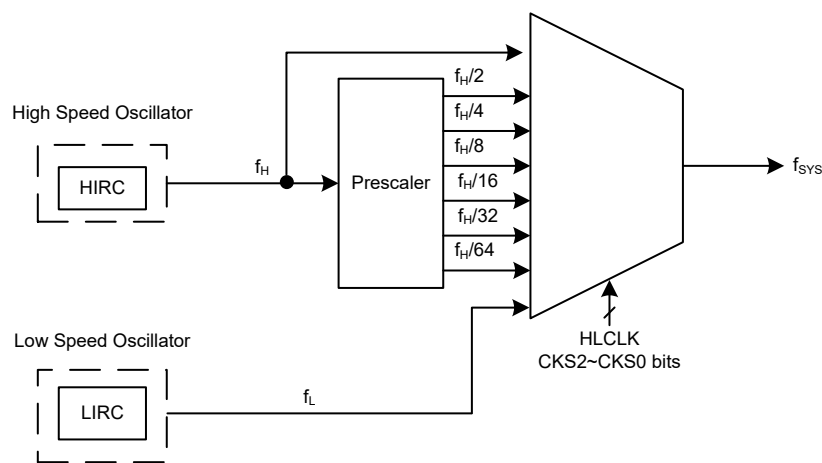 High Speed Oscillator
HIRC
fH
Prescaler
fH/2
fH/4
fH/8
fH/16
fH/32
fH/64
fSYS
HLCLK
CKS2~CKS0 bits
Low Speed Oscillator
LIRC
fL